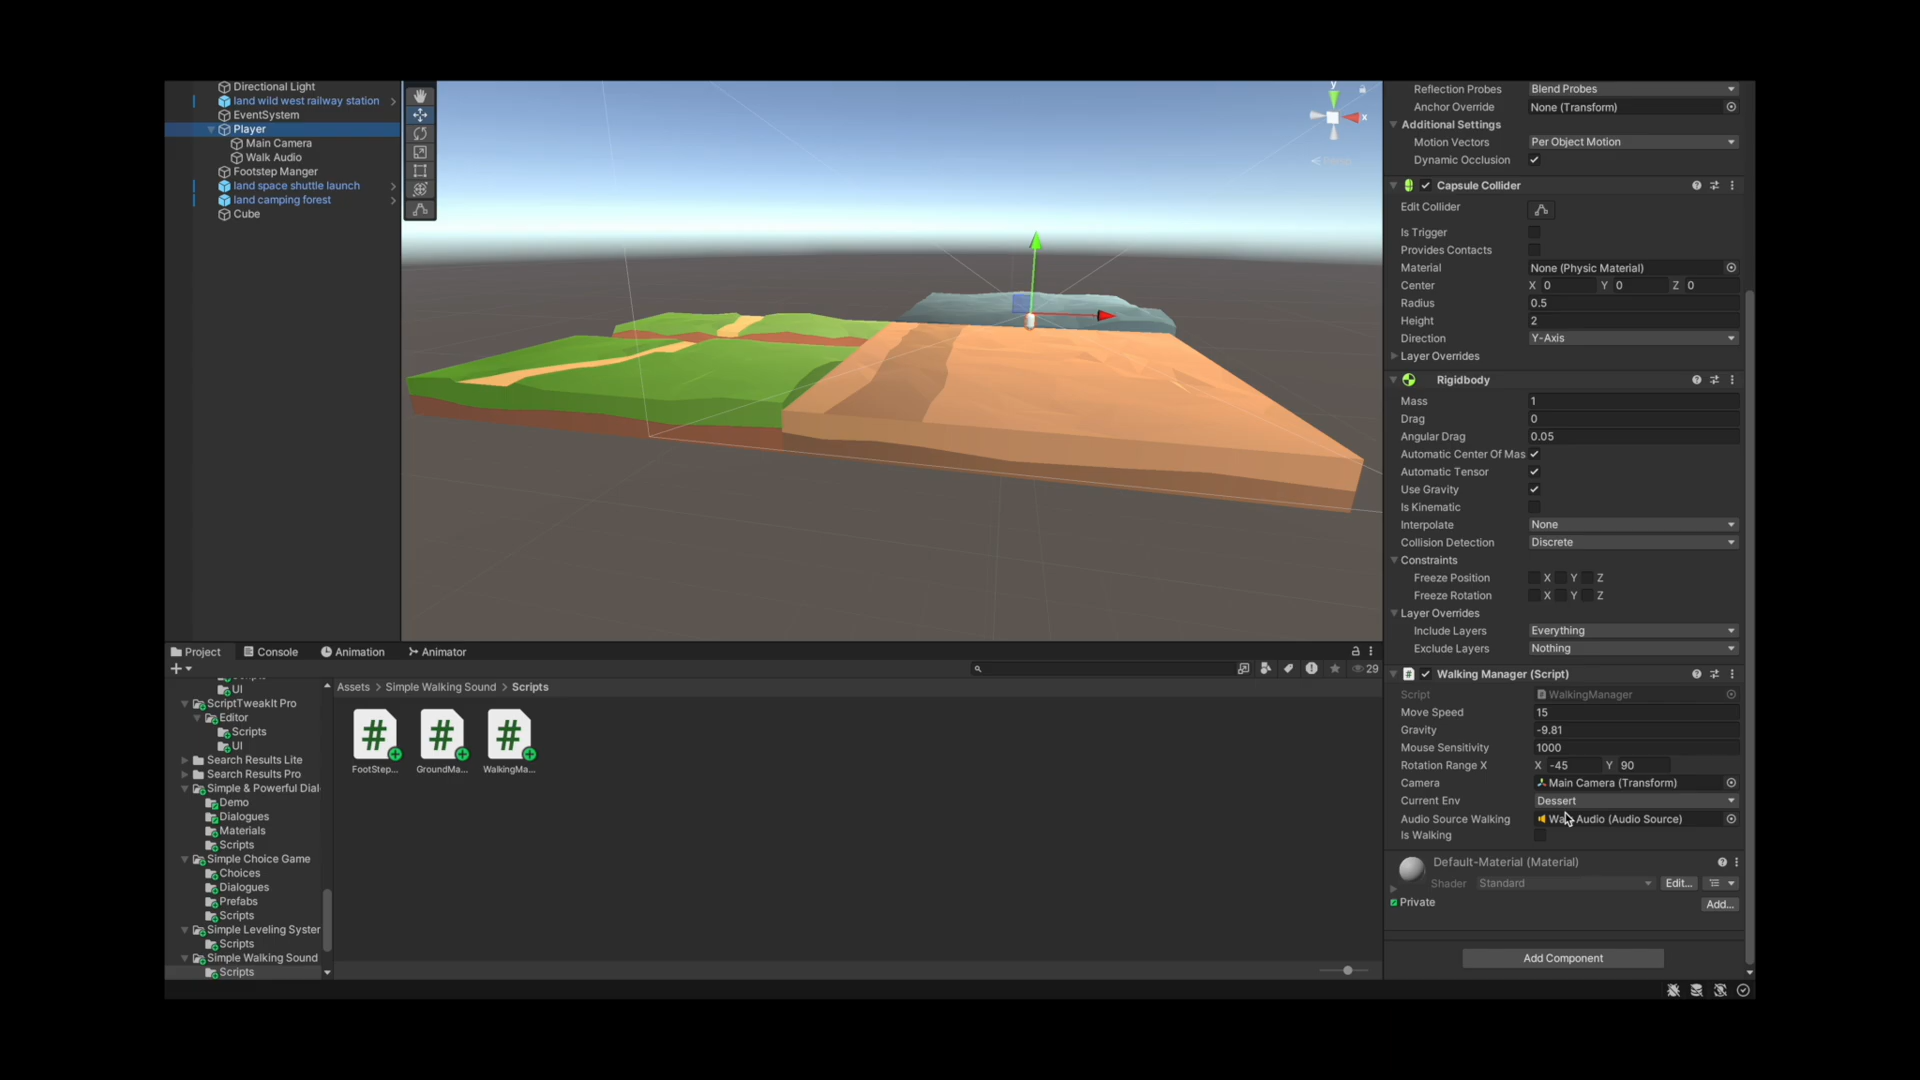 Directional Light
land wild west railway station
EventSystem
Player
Main Camera
Walk Audio
Footstep Manger
land space shuttle launch
land camping forest
Cube
y
x
Persp
Reflection Probes Blend Probes
Anchor Override None (Transform)
Additional Settings
Motion Vectors Per Object Motion
Dynamic Occlusion
Capsule Collider
Edit Collider
Is Trigger
Provides Contacts
Material None (Physic Material)
Center X 0 Y 0 Z 0
Radius 0.5
Height 2
Direction Y-Axis
Layer Overrides
Rigidbody
Mass 1
Drag 0
Angular Drag 0.05
Automatic Center Of Mas
Automatic Tensor
Use Gravity
Is Kinematic
Interpolate None
Collision Detection Discrete
Constraints
Freeze Position X Y Z
Freeze Rotation X Y Z
Layer Overrides
Include Layers Everything
Exclude Layers Nothing
Walking Manager (Script)
Script WalkingManager
Move Speed 15
Gravity -9.81
Mouse Sensitivity 1000
Rotation Range X X -45 Y 90
Camera Main Camera (Transform)
Current Env Dessert
Audio Source Walking Walk Audio (Audio Source)
Is Walking
Default-Material (Material)
Shader Standard Edit...
Private
Add...
Add Component
Project Console Animation Animator
29
UI
ScriptTweakIt Pro
Editor
Scripts
UI
Search Results Lite
Search Results Pro
Simple & Powerful Dial
Demo
Dialogues
Materials
Scripts
Simple Choice Game
Choices
Dialogues
Prefabs
Scripts
Simple Leveling Syster
Scripts
Simple Walking Sound
Scripts
Assets > Simple Walking Sound > Scripts
# # #
FootStep... GroundMa... WalkingMa...